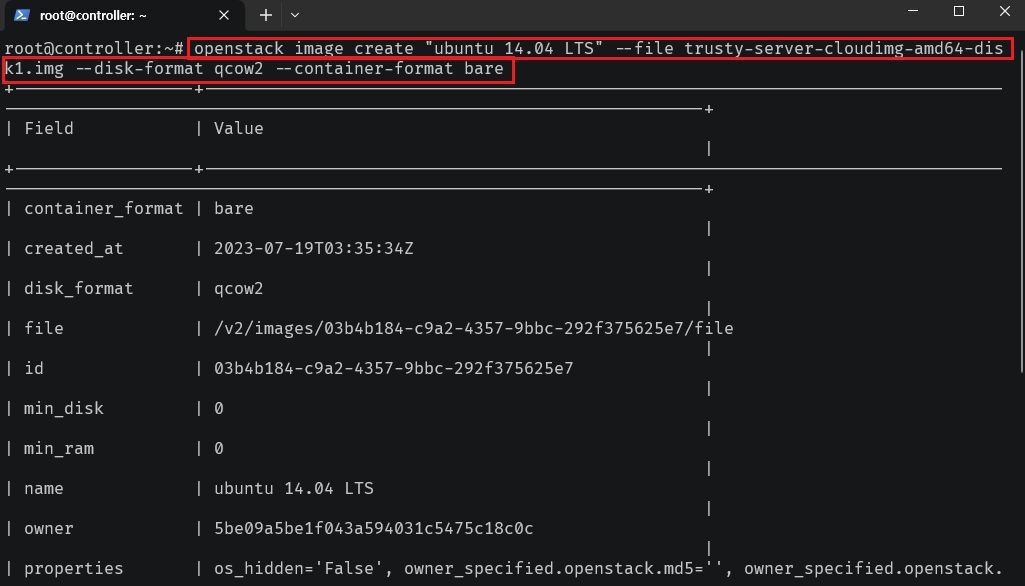 root@controller: ~
root@controller:~# openstack image create "ubuntu 14.04 LTS" --file trusty-server-cloudimg-amd64-dis
k1.img --disk-format qcow2 --container-format bare
| Field | Value
|
| container_format | bare
|
| created_at | 2023-07-19T03:35:34Z
|
| disk_format | qcow2
|
| file | /v2/images/03b4b184-c9a2-4357-9bbc-292f375625e7/file
|
| id | 03b4b184-c9a2-4357-9bbc-292f375625e7
|
| min_disk | 0
|
| min_ram | 0
|
| name | ubuntu 14.04 LTS
|
| owner | 5be09a5be1f043a594031c5475c18c0c
|
| properties | os_hidden='False', owner_specified.openstack.md5='', owner_specified.openstack.